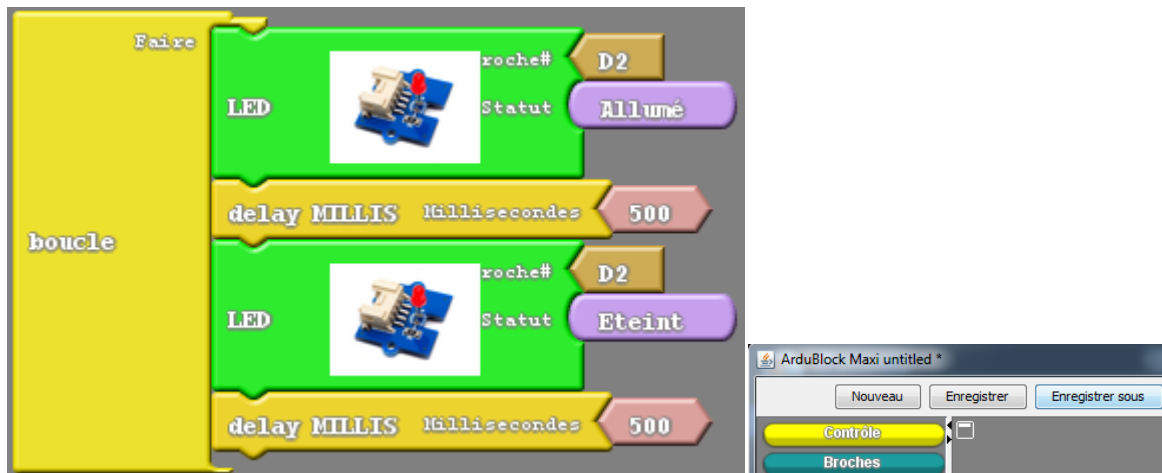 Faire
LED
roche# D2
Statut Allumé
delay MILLIS Millisecondes 500
boucle
LED
roche# D2
Statut Eteint
delay MILLIS Millisecondes 500
ArduBlock Maxi untitled *
Nouveau Enregistrer Enregistrer sous
Contrôle
Broches